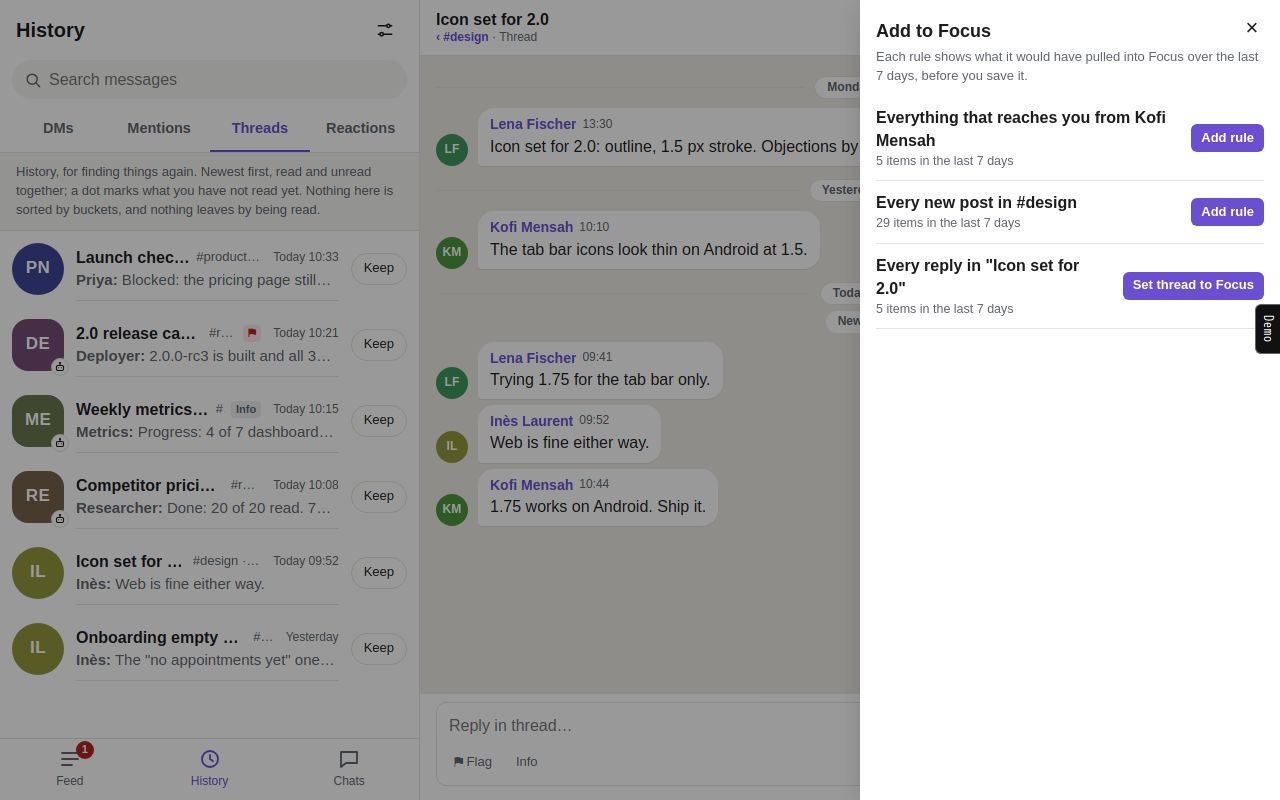 History
Search messages
DMs
Mentions
Threads
Reactions
History, for finding things again. Newest first, read and unread
together; a dot marks what you have not read yet. Nothing here is
sorted by buckets, and nothing leaves by being read.
PN
Launch chec… #product… Today 10:33
Priya: Blocked: the pricing page still…
Keep
DE
2.0 release ca… #r… Today 10:21
Deployer: 2.0.0-rc3 is built and all 3…
Keep
ME
Weekly metrics… # Info Today 10:15
Metrics: Progress: 4 of 7 dashboard…
Keep
RE
Competitor prici… #r… Today 10:08
Researcher: Done: 20 of 20 read. 7…
Keep
IL
Icon set for … #design ·… Today 09:52
Inès: Web is fine either way.
Keep
IL
Onboarding empty … #… Yesterday
Inès: The "no appointments yet" one…
Keep
1
Feed
History
Chats
Icon set for 2.0
‹ #design · Thread
Mond
Lena Fischer 13:30
LF
Icon set for 2.0: outline, 1.5 px stroke. Objections by
Yester
Kofi Mensah 10:10
KM
The tab bar icons look thin on Android at 1.5.
Toda
New
Lena Fischer 09:41
LF
Trying 1.75 for the tab bar only.
Inès Laurent 09:52
IL
Web is fine either way.
Kofi Mensah 10:44
KM
1.75 works on Android. Ship it.
Reply in thread…
Flag
Info
Add to Focus
Each rule shows what it would have pulled into Focus over the last
7 days, before you save it.
Everything that reaches you from Kofi
Mensah
5 items in the last 7 days
Add rule
Every new post in #design
29 items in the last 7 days
Add rule
Every reply in "Icon set for
2.0"
5 items in the last 7 days
Set thread to Focus
Demo